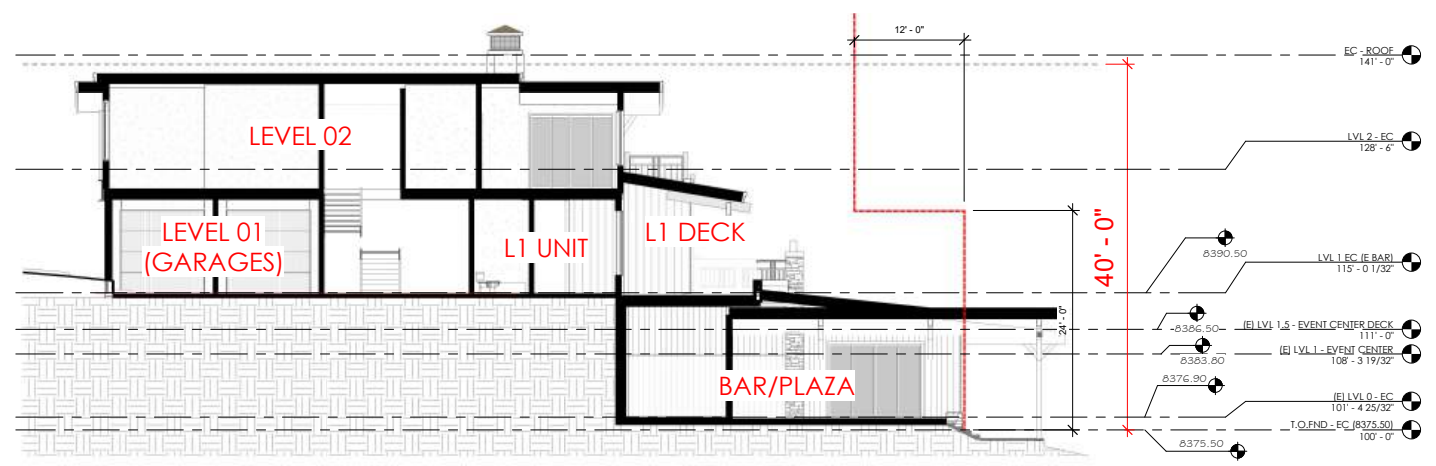 12' - 0"
EC - ROOF
141' - 0"
LEVEL 02
LVL 2 - EC
128' - 6"
LEVEL 01
(GARAGES)
L1 UNIT
L1 DECK
40' - 0"
8390.50
LVL 1 EC (E BAR)
115' - 0 1/32"
24' - 0"
8386.50
(E) LVL 1.5 - EVENT CENTER DECK
111' - 0"
8383.80
(E) LVL 1 - EVENT CENTER
108' - 3 19/32"
BAR/PLAZA
8376.90
(E) LVL 0 - EC
101' - 4 25/32"
T.O.FND - EC (8375.50)
100' - 0"
8375.50